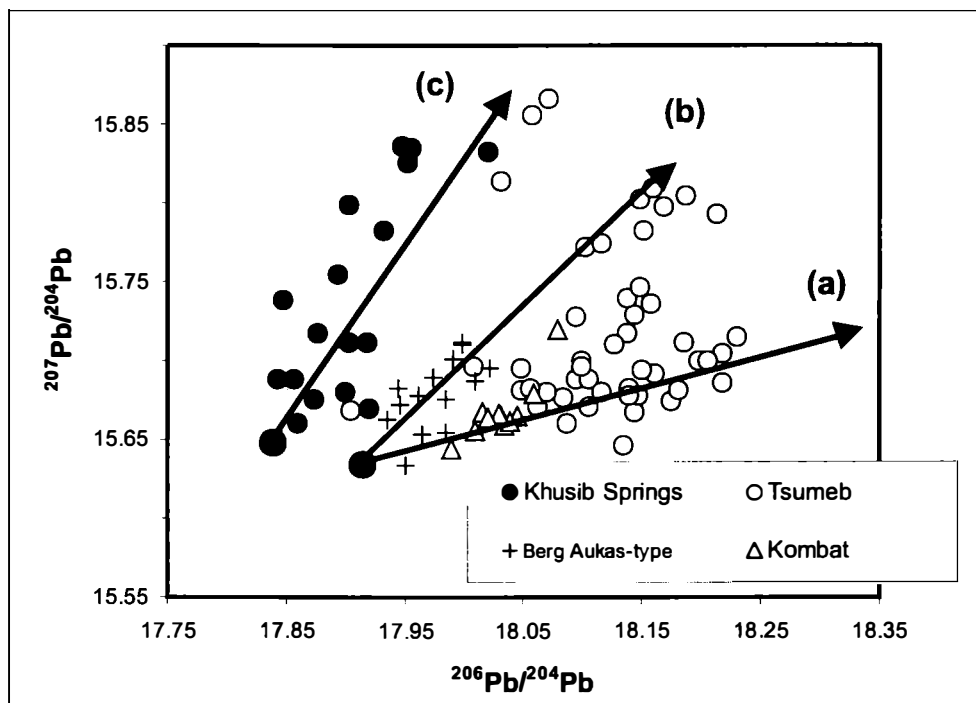 (c)
(b)
(a)
207Pb/204Pb
15.85
15.75
15.65
15.55
Khusib Springs
Tsumeb
Berg Aukas-type
Kombat
17.75 17.85 17.95 18.05 18.15 18.25 18.35
206Pb/204Pb